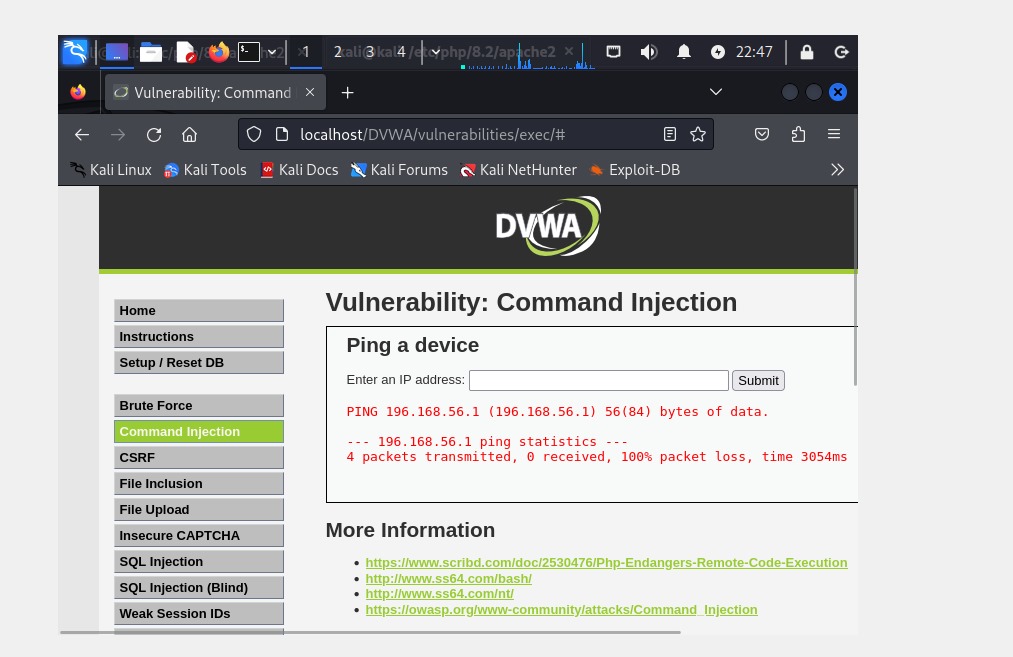 1 2 3 4 22:47
kali@kali: /etc/php/8.2/apache2
Vulnerability: Command
localhost/DVWA/vulnerabilities/exec/#
Kali Linux Kali Tools Kali Docs Kali Forums Kali NetHunter Exploit-DB
DVWA
Home
Instructions
Setup / Reset DB
Brute Force
Command Injection
CSRF
File Inclusion
File Upload
Insecure CAPTCHA
SQL Injection
SQL Injection (Blind)
Weak Session IDs
Vulnerability: Command Injection
Ping a device
Enter an IP address: Submit
PING 196.168.56.1 (196.168.56.1) 56(84) bytes of data.
--- 196.168.56.1 ping statistics ---
4 packets transmitted, 0 received, 100% packet loss, time 3054ms
More Information
https://www.scribd.com/doc/2530476/Php-Endangers-Remote-Code-Execution
http://www.ss64.com/bash/
http://www.ss64.com/nt/
https://owasp.org/www-community/attacks/Command_Injection